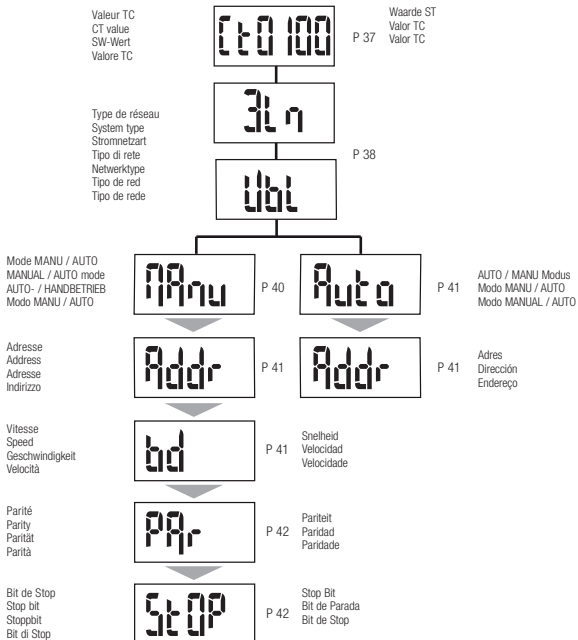 Valeur TC
CT value
SW-Wert
Valore TC
Ct0100
P 37
Waarde ST
Valor TC
Valor TC
Type de réseau
System type
Stromnetzart
Tipo di rete
Netwerktype
Tipo de red
Tipo de rede
3Ln
P 38
UbL
Mode MANU / AUTO
MANUAL / AUTO mode
AUTO- / HANDBETRIEB
Modo MANU / AUTO
MAnu
P 40
Auto
P 41
AUTO / MANU Modus
Modo MANU / AUTO
Modo MANUAL / AUTO
Adresse
Address
Adresse
Indirizzo
Addr
P 41
Addr
P 41
Adres
Dirección
Endereço
Vitesse
Speed
Geschwindigkeit
Velocità
bd
P 41
Snelheid
Velocidad
Velocidade
Parité
Parity
Parität
Parità
PAr
P 42
Pariteit
Paridad
Paridade
Bit de Stop
Stop bit
Stoppbit
Bit di Stop
StOP
P 42
Stop Bit
Bit de Parada
Bit de Stop